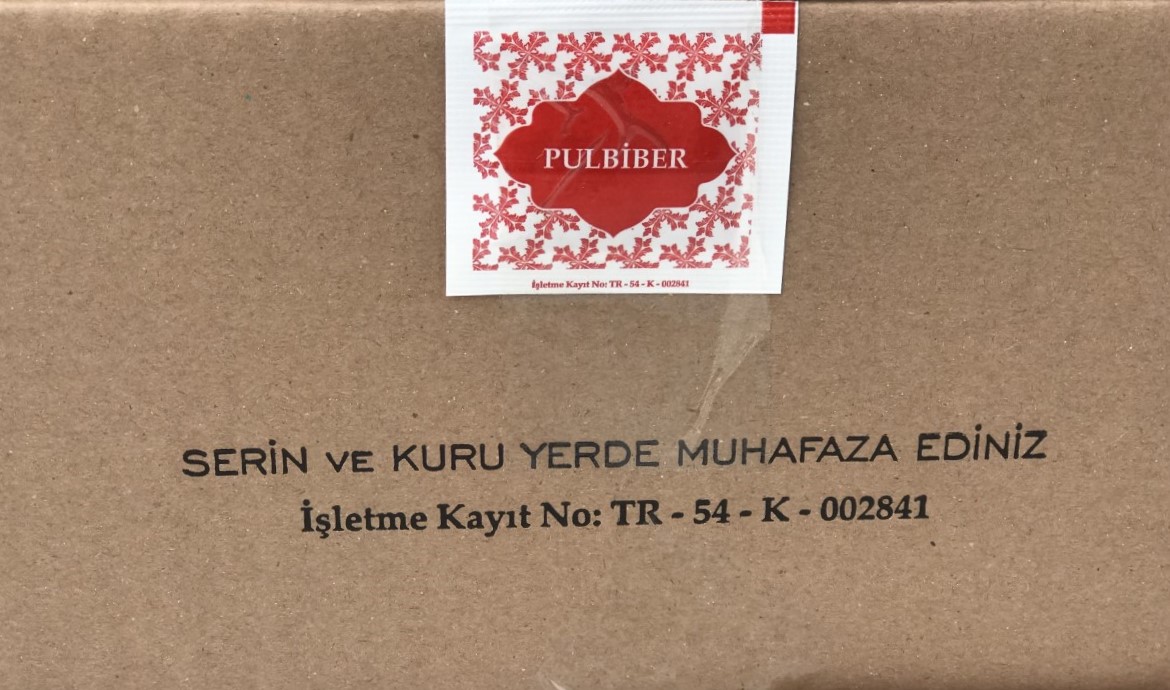 PULBİBER
İşletme Kayıt No: TR - 54 - K - 002841
SERİN VE KURU YERDE MUHAFAZA EDİNİZ
İşletme Kayıt No: TR - 54 - K - 002841